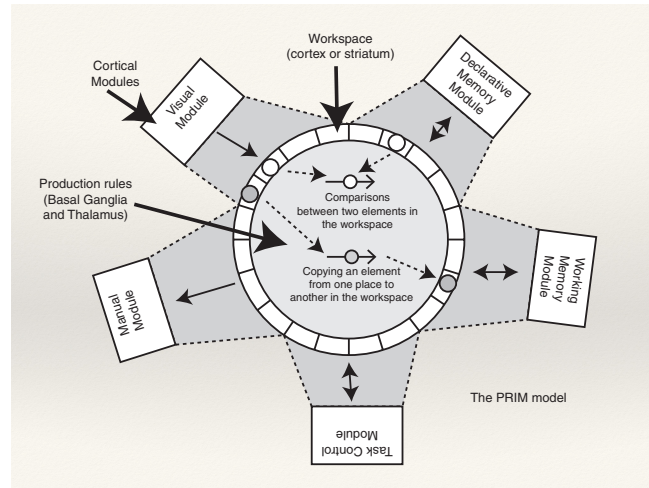 Workspace
(cortex or striatum)
Cortical
Modules
Visual
Module
Declarative
Memory
Module
Production rules
(Basal Ganglia
and Thalamus)
Comparisons
between two elements in
the workspace
Copying an element
from one place to
another in the workspace
Working
Memory
Module
Manual
Module
Task Control
Module
The PRIM model